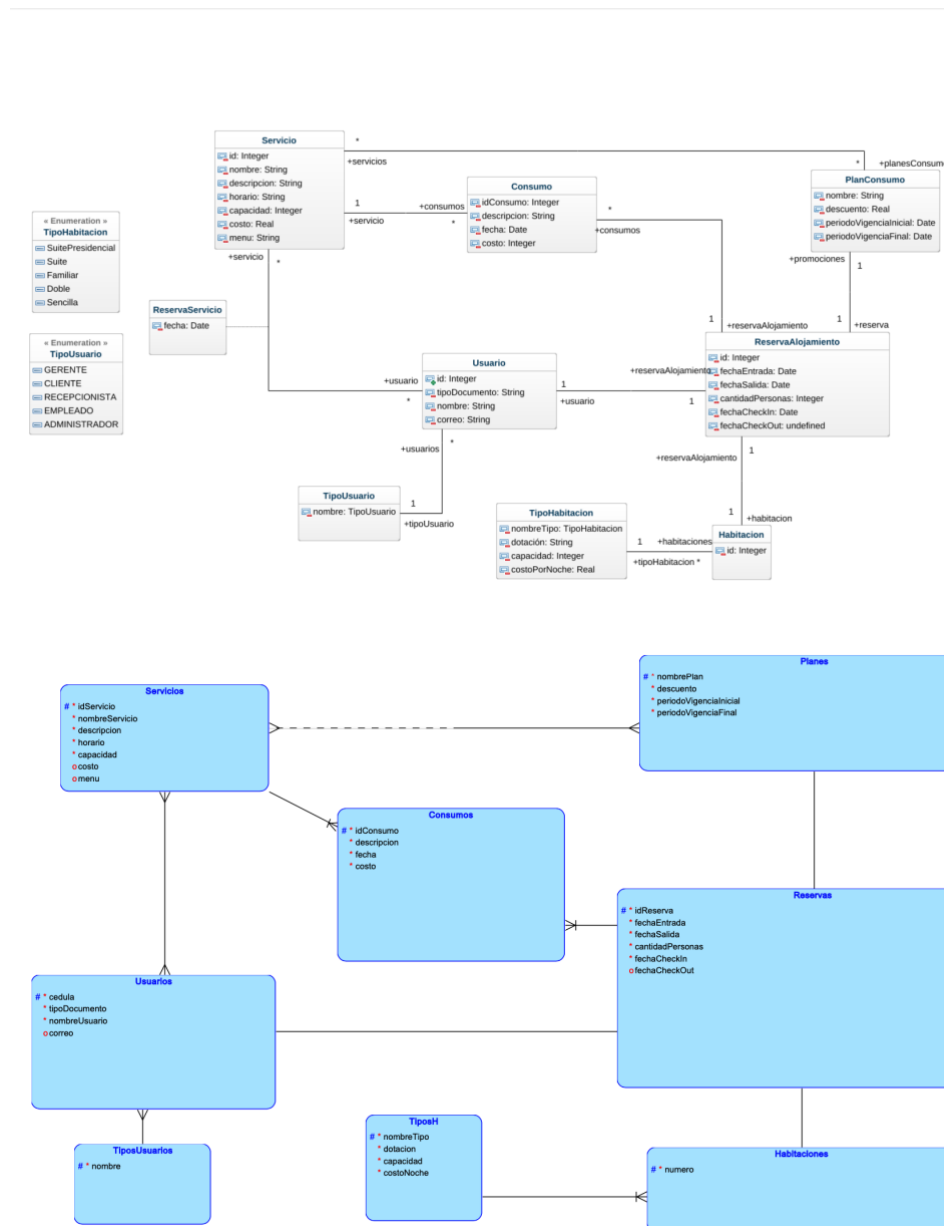 Servicio
id: Integer
nombre: String
descripcion: String
horario: String
capacidad: Integer
costo: Real
menu: String
*
+servicios
*
+planesConsumo
PlanConsumo
nombre: String
descuento: Real
periodoVigenciaInicial: Date
periodoVigenciaFinal: Date
1
+servicio
+consumos
*
Consumo
idConsumo: Integer
descripcion: String
fecha: Date
costo: Integer
*
+consumos
« Enumeration »
TipoHabitacion
SuitePresidencial
Suite
Familiar
Doble
Sencilla
+servicio
*
+promociones
1
ReservaServicio
fecha: Date
1
+reservaAlojamiento
1
+reserva
« Enumeration »
TipoUsuario
GERENTE
CLIENTE
RECEPCIONISTA
EMPLEADO
ADMINISTRADOR
ReservaAlojamiento
id: Integer
fechaEntrada: Date
fechaSalida: Date
cantidadPersonas: Integer
fechaCheckIn: Date
fechaCheckOut: undefined
Usuario
id: Integer
tipoDocumento: String
nombre: String
correo: String
+usuario
*
1
+usuario
+reservaAlojamiento
1
+usuarios
*
+reservaAlojamiento
1
TipoUsuario
nombre: TipoUsuario
1
+tipoUsuario
TipoHabitacion
nombreTipo: TipoHabitacion
dotación: String
capacidad: Integer
costoPorNoche: Real
1
+habitacion
Habitacion
id: Integer
1
+habitaciones
+tipoHabitacion *
Planes
# * nombrePlan
* descuento
* periodoVigenciaInicial
* periodoVigenciaFinal
Servicios
# * idServicio
* nombreServicio
* descripcion
* horario
* capacidad
o costo
o menu
Consumos
# * idConsumo
* descripcion
* fecha
* costo
Reservas
# * idReserva
* fechaEntrada
* fechaSalida
* cantidadPersonas
* fechaCheckIn
o fechaCheckOut
Usuarios
# * cedula
* tipoDocumento
* nombreUsuario
o correo
TiposH
# * nombreTipo
* dotacion
* capacidad
* costoNoche
TiposUsuarios
# * nombre
Habitaciones
# * numero